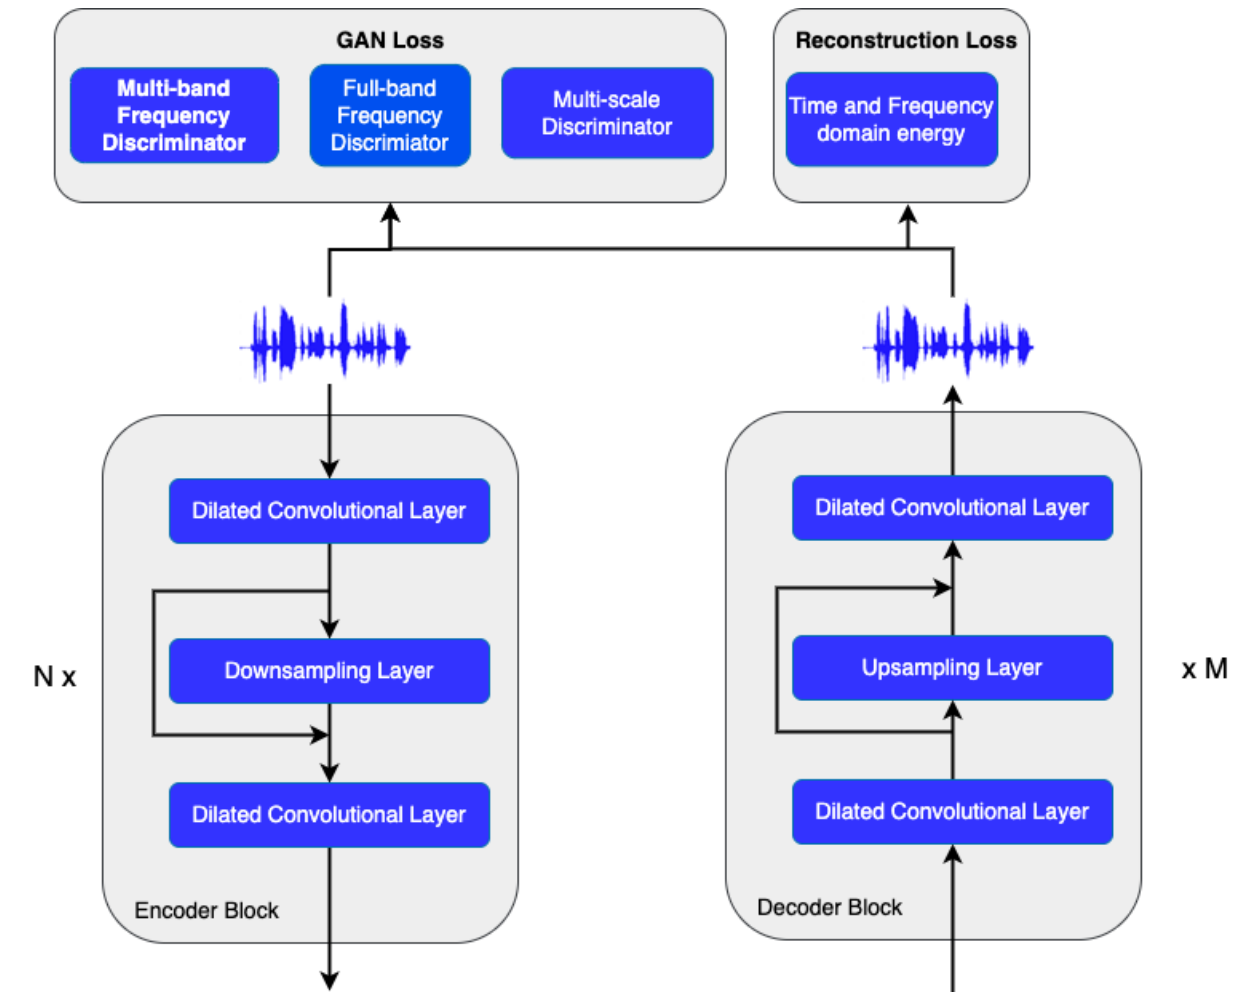 GAN Loss
Multi-band
Frequency
Discriminator
Full-band
Frequency
Discrimiator
Multi-scale
Discriminator
Reconstruction Loss
Time and Frequency
domain energy
Dilated Convolutional Layer
Downsampling Layer
Dilated Convolutional Layer
Encoder Block
N x
Dilated Convolutional Layer
Upsampling Layer
Dilated Convolutional Layer
Decoder Block
x M